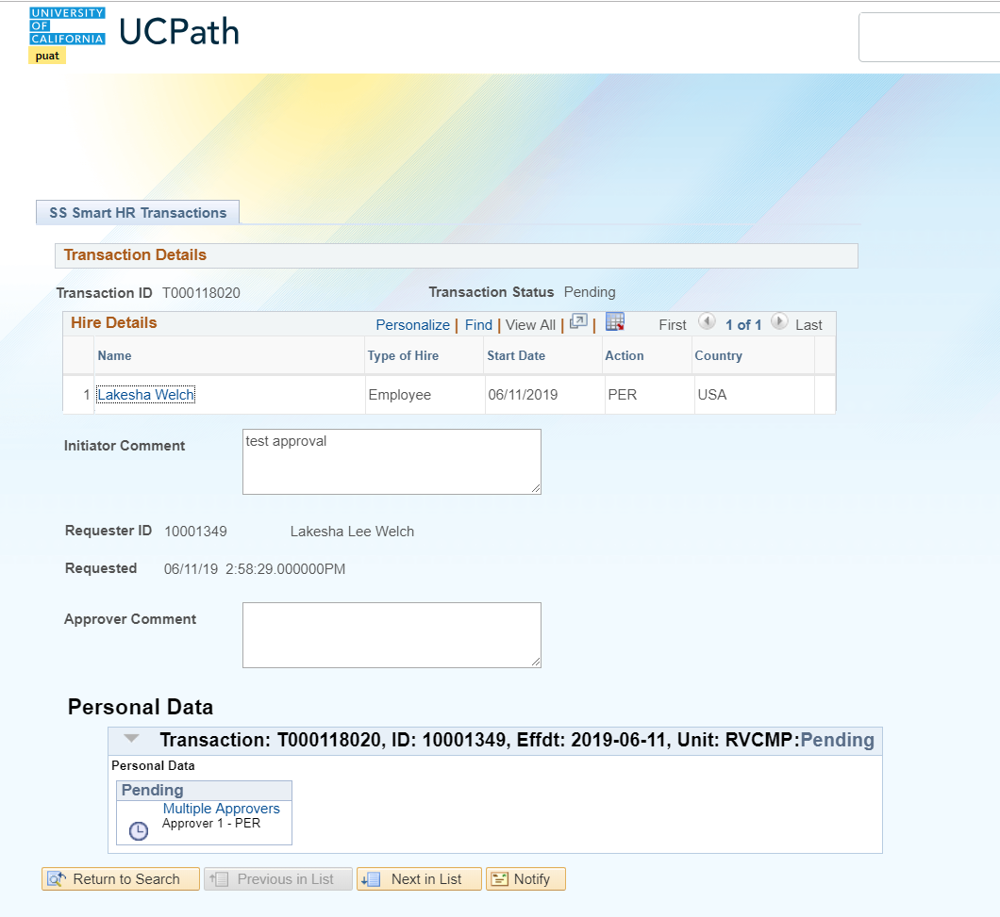 UNIVERSITY
OF
CALIFORNIA
UCPath
puat
SS Smart HR Transactions
Transaction Details
Transaction ID T000118020 Transaction Status Pending
Hire Details Personalize | Find | View All | | First 1 of 1 Last
Name Type of Hire Start Date Action Country
1 Lakesha Welch Employee 06/11/2019 PER USA
Initiator Comment test approval
Requester ID 10001349 Lakesha Lee Welch
Requested 06/11/19 2:58:29.000000PM
Approver Comment
Personal Data
Transaction: T000118020, ID: 10001349, Effdt: 2019-06-11, Unit: RVCMP:Pending
Personal Data
Pending
Multiple Approvers
Approver 1 - PER
Return to Search Previous in List Next in List Notify